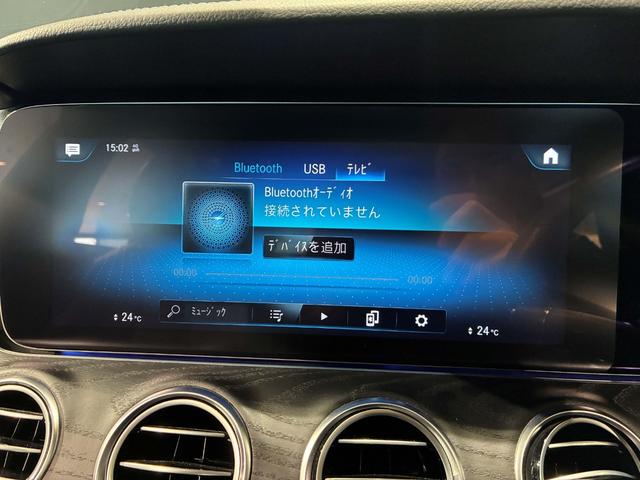 15:02
Bluetooth USB ﾃﾚﾋﾞ
Bluetoothｵｰﾃﾞｨｵ
接続されていません
ﾃﾞﾊﾞｲｽを追加
00:00 00:00
ﾐｭｰｼﾞｯｸ
24°C 24°C